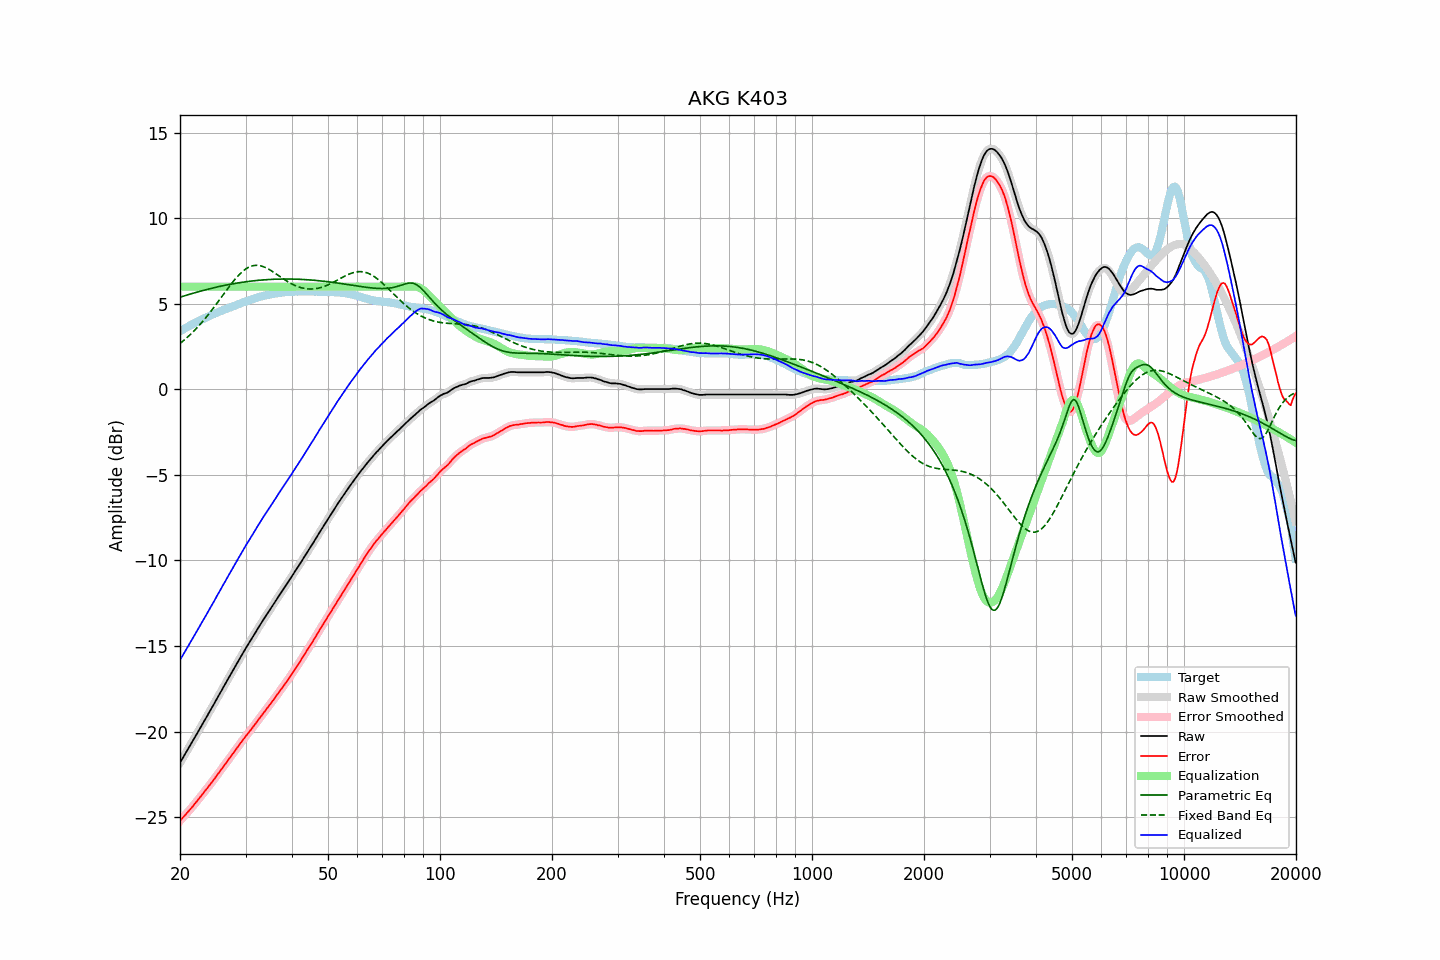 AKG K403
15
10
5
0
−5
−10
−15
−20
−25
Amplitude (dBr)
20
50
100
200
500
1000
2000
5000
10000
20000
Frequency (Hz)
Target
Raw Smoothed
Error Smoothed
Raw
Error
Equalization
Parametric Eq
Fixed Band Eq
Equalized